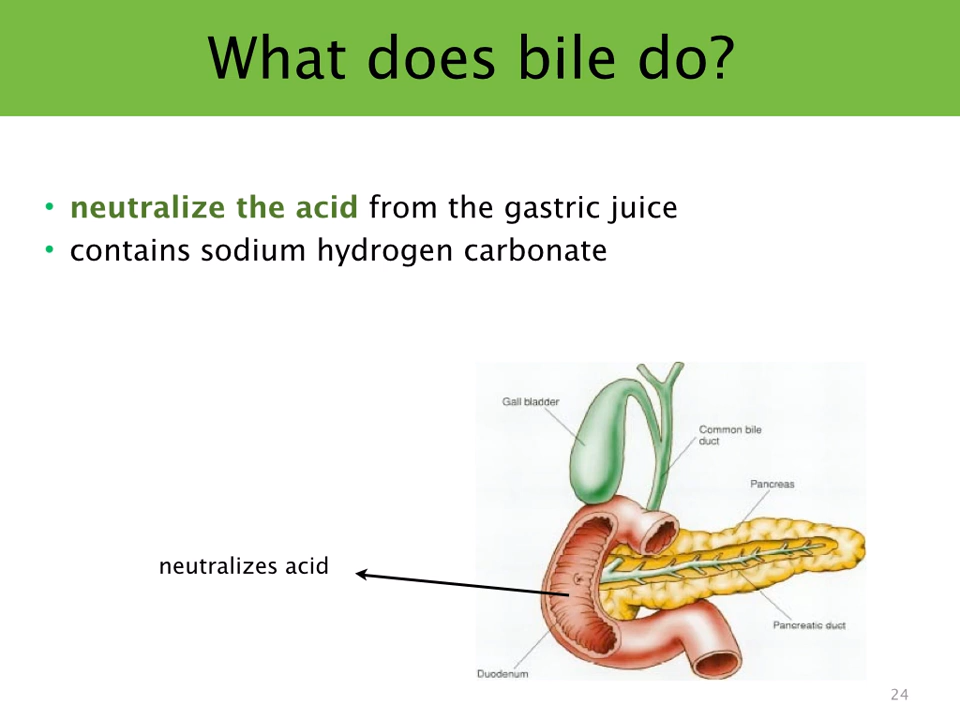 What does bile do?
• neutralize the acid from the gastric juice
• contains sodium hydrogen carbonate
Gall bladder
Common bile
duct
Pancreas
neutralizes acid
Pancreatic duct
Duodenum
24